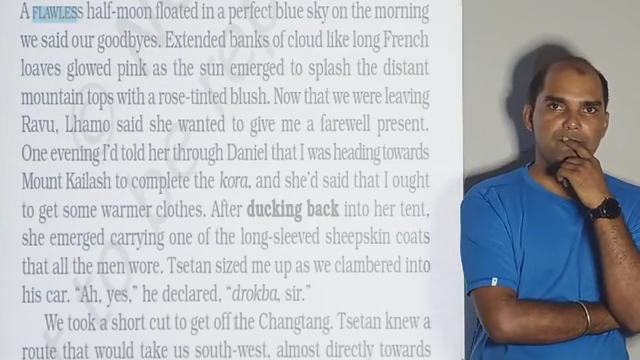 A FLAWLESs half-moon floated in a perfect blue sky on the morning
we said our goodbyes. Extended banks of cloud like long French
loaves glowed pink as the sun emerged to splash the distant
mountain tops with a rose-tinted blush. Now that we were leaving
Ravu, Lhamo said she wanted to give me a farewell present.
One evening I'd told her through Daniel that I was heading towards
Mount Kailash to complete the kora, and she'd said that I ought
to get some warmer clothes. After ducking back into her tent,
she emerged carrying one of the long-sleeved sheepskin coats
that all the men wore. Tsetan sized me up as we clambered into
his car. “Ah, yes,” he declared, “drokba, sir.”
We took a short cut to get off the Changtang. Tsetan knew a
route that would take us south-west, almost directly towards